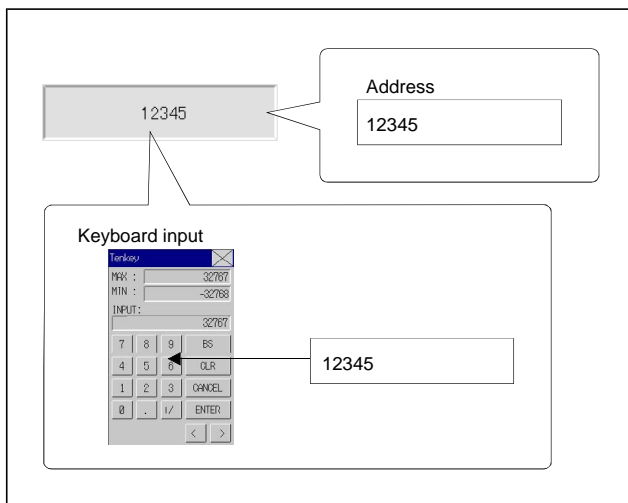 Address
12345
12345
Keyboard input
Tenkey
MAX : 32767
MIN : -32768
INPUT:
32767
7 8 9 BS
4 5 6 CLR
1 2 3 CANCEL
0 . +/- ENTER
< >
12345